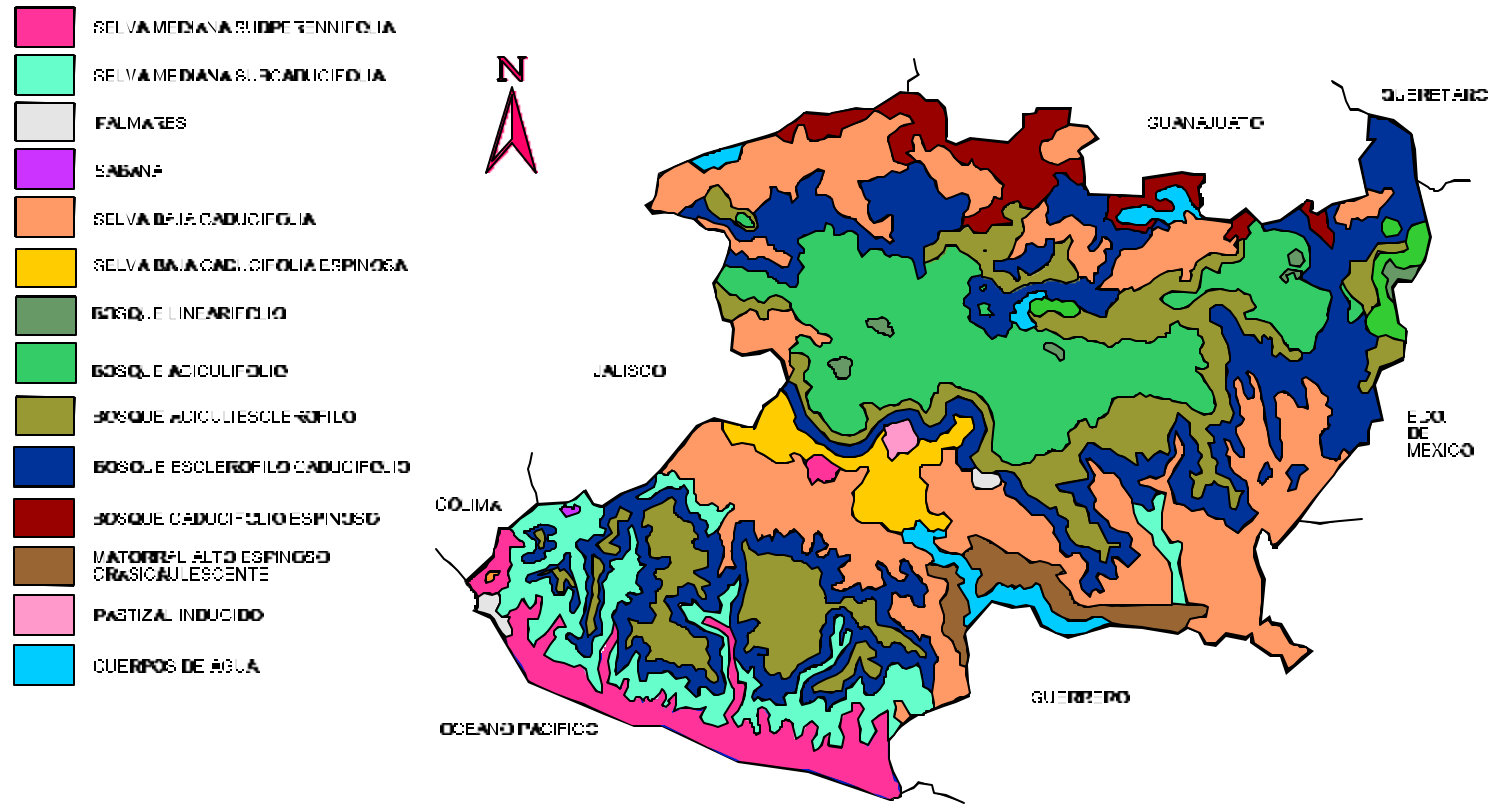 SELVA MEDIANA SUBPERENNIFOLIA
SELVA MEDIANA SUBCADUCIFOLIA
PALMARES
SABANA
SELVA BAJA CADUCIFOLIA
SELVA BAJA CADUCIFOLIA ESPINOSA
BOSQUE LINEARIFOLIO
BOSQUE ACICULIFOLIO
BOSQUE ACICULIESCLEROFILO
BOSQUE ESCLEROFILO CADUCIFOLIO
BOSQUE CADUCIFOLIO ESPINOSO
MATORRAL ALTO ESPINOSO
CRASICAULESCENTE
PASTIZAL INDUCIDO
CUERPOS DE AGUA
N
QUERETARO
GUANAJUATO
JALISCO
EDO.
DE
MEXICO
COLIMA
GUERRERO
OCEANO PACIFICO